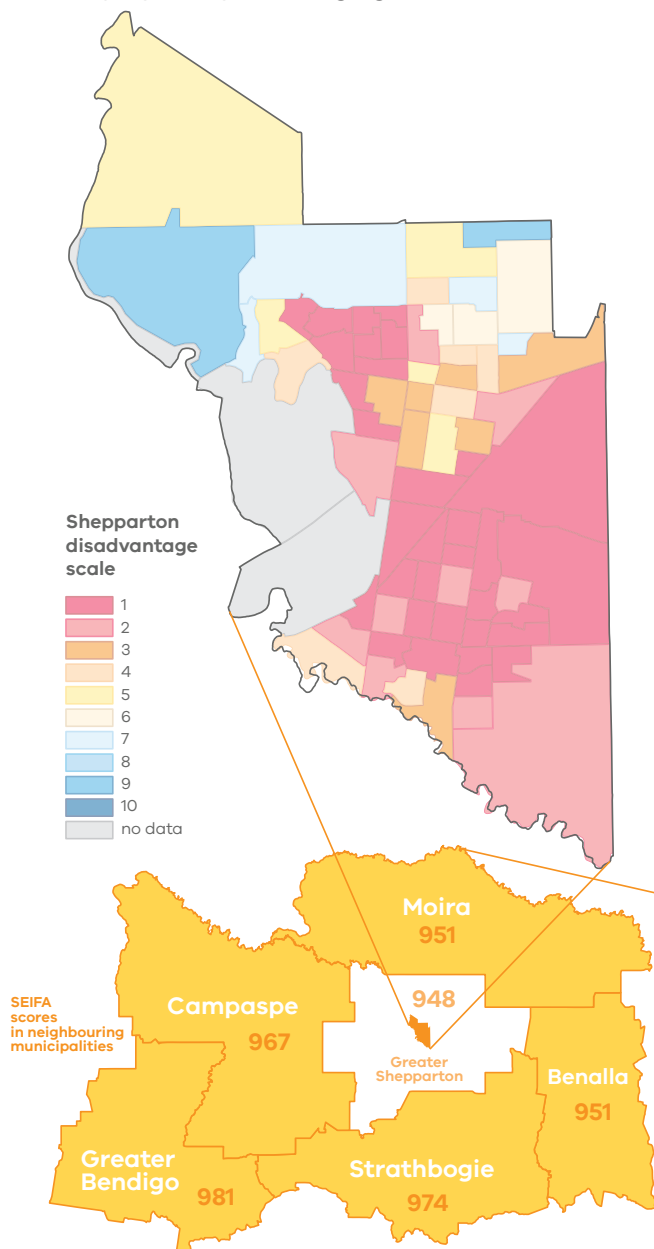 Shepparton
disadvantage
scale
1
2
3
4
5
6
7
8
9
10
no data
Moira
951
SEIFA
scores
in neighbouring
municipalities
Campaspe
967
948
Greater
Shepparton
Benalla
951
Greater
Bendigo
981
Strathbogie
974